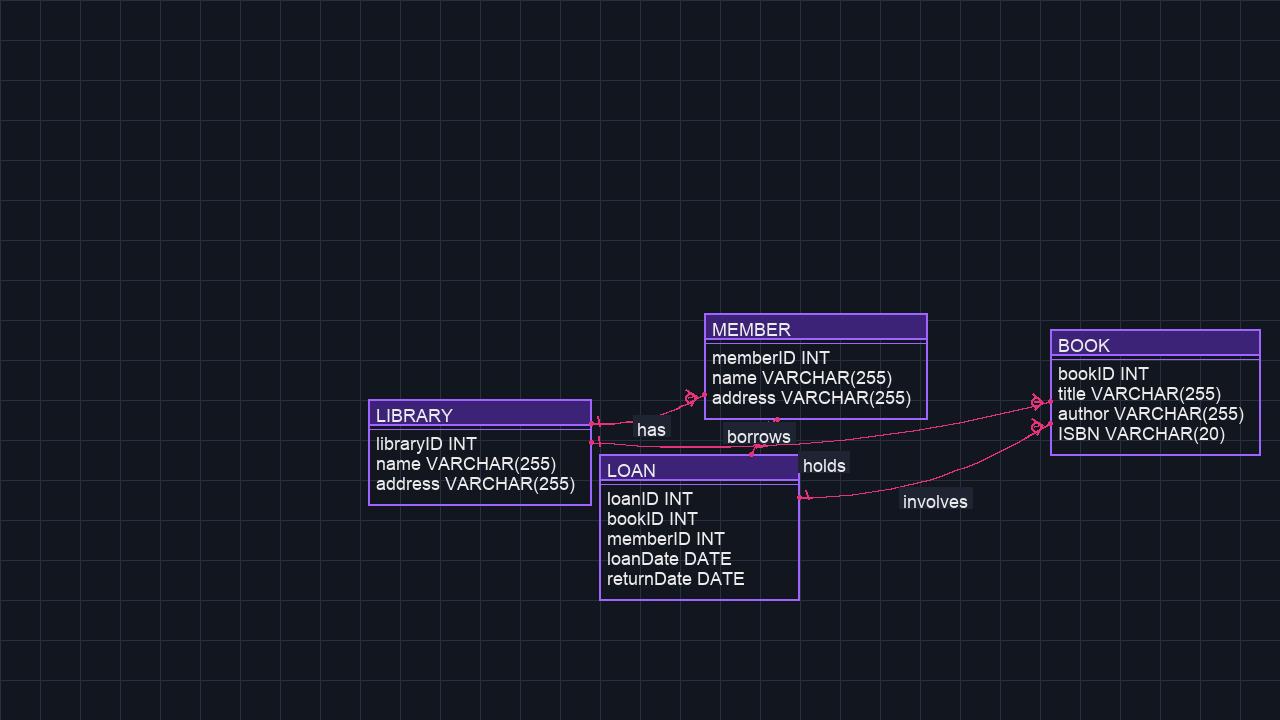 MEMBER
memberID INT
name VARCHAR(255)
address VARCHAR(255)
BOOK
bookID INT
title VARCHAR(255)
author VARCHAR(255)
ISBN VARCHAR(20)
LIBRARY
libraryID INT
name VARCHAR(255)
address VARCHAR(255)
has
borrows
holds
involves
LOAN
loanID INT
bookID INT
memberID INT
loanDate DATE
returnDate DATE